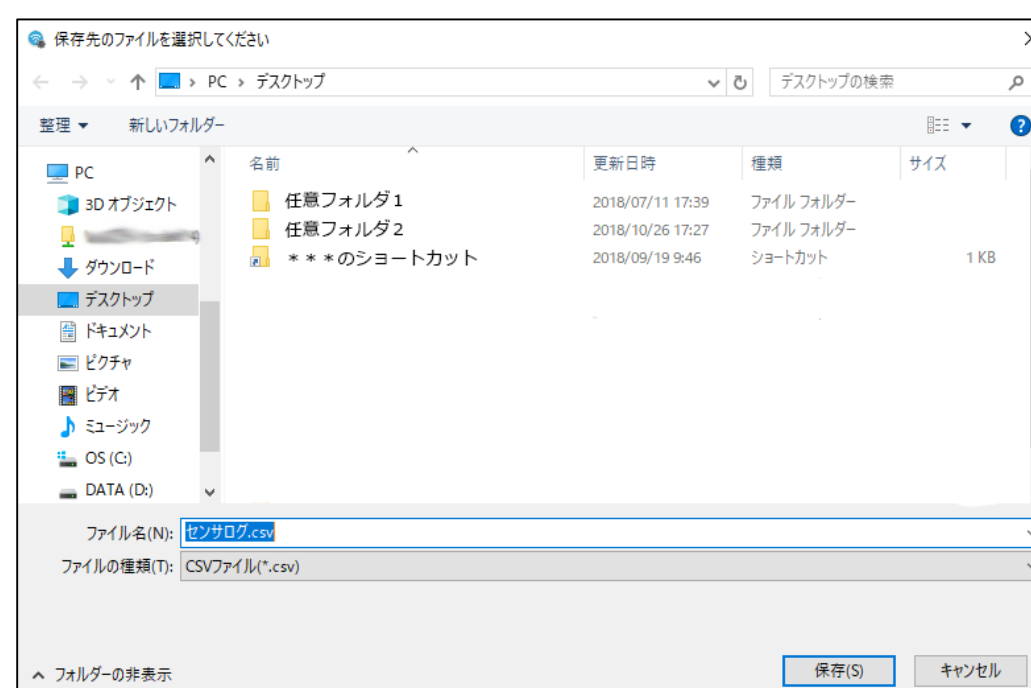 保存先のファイルを選択してください
PC › デスクトップ
デスクトップの検索
整理
新しいフォルダー
名前 更新日時 種類 サイズ
任意フォルダ1 2018/07/11 17:39 ファイル フォルダー
任意フォルダ2 2018/10/26 17:27 ファイル フォルダー
***のショートカット 2018/09/19 9:46 ショートカット 1 KB
PC
3D オブジェクト
ダウンロード
デスクトップ
ドキュメント
ピクチャ
ビデオ
ミュージック
OS (C:)
DATA (D:)
ファイル名(N): センサログ.csv
ファイルの種類(T): CSVファイル(*.csv)
フォルダーの非表示
保存(S)
キャンセル